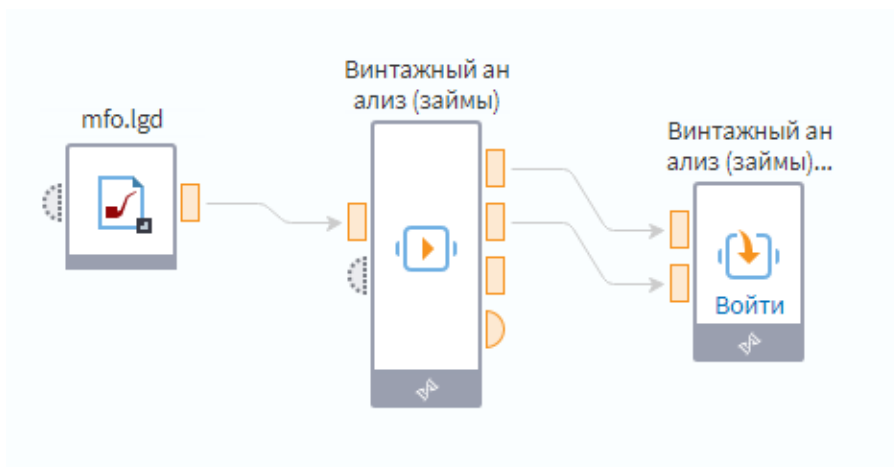 mfo.lgd
Винтажный ан
ализ (займы)
Винтажный ан
ализ (займы)...
Войти